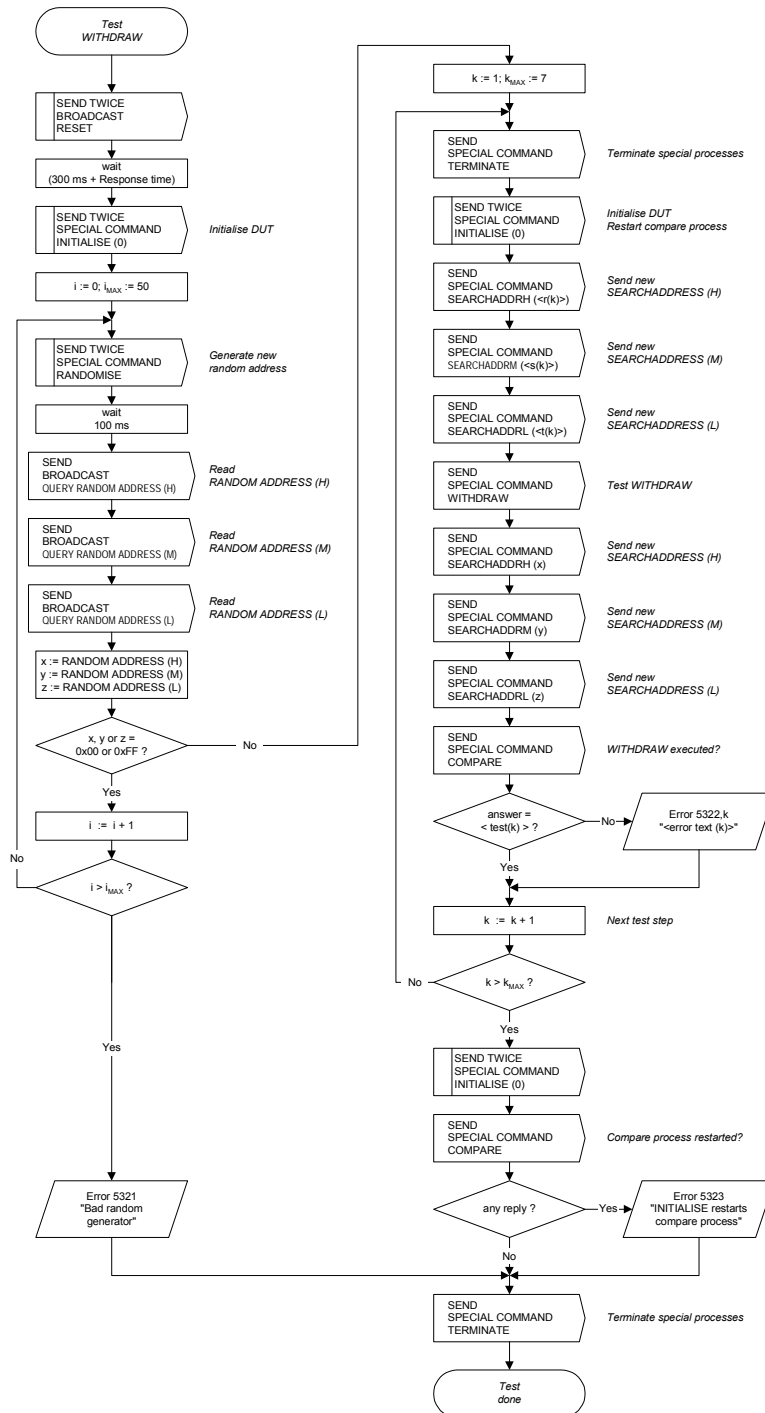 Test
WITHDRAW
SEND TWICE
BROADCAST
RESET
wait
(300 ms + Response time)
SEND TWICE
SPECIAL COMMAND
INITIALISE (0)
Initialise DUT
i := 0; iMAX := 50
SEND TWICE
SPECIAL COMMAND
RANDOMISE
Generate new
random address
wait
100 ms
SEND
BROADCAST
QUERY RANDOM ADDRESS (H)
Read
RANDOM ADDRESS (H)
SEND
BROADCAST
QUERY RANDOM ADDRESS (M)
Read
RANDOM ADDRESS (M)
SEND
BROADCAST
QUERY RANDOM ADDRESS (L)
Read
RANDOM ADDRESS (L)
x := RANDOM ADDRESS (H)
y := RANDOM ADDRESS (M)
z := RANDOM ADDRESS (L)
x, y or z =
0x00 or 0xFF ?
No
Yes
i := i + 1
No
i > iMAX ?
Yes
Error 5321
"Bad random
generator"
k := 1; kMAX := 7
SEND
SPECIAL COMMAND
TERMINATE
Terminate special processes
SEND TWICE
SPECIAL COMMAND
INITIALISE (0)
Initialise DUT
Restart compare process
SEND
SPECIAL COMMAND
SEARCHADDRH (<r(k)>)
Send new
SEARCHADDRESS (H)
SEND
SPECIAL COMMAND
SEARCHADDRM (<s(k)>)
Send new
SEARCHADDRESS (M)
SEND
SPECIAL COMMAND
SEARCHADDRL (<t(k)>)
Send new
SEARCHADDRESS (L)
SEND
SPECIAL COMMAND
WITHDRAW
Test WITHDRAW
SEND
SPECIAL COMMAND
SEARCHADDRH (x)
Send new
SEARCHADDRESS (H)
SEND
SPECIAL COMMAND
SEARCHADDRM (y)
Send new
SEARCHADDRESS (M)
SEND
SPECIAL COMMAND
SEARCHADDRL (z)
Send new
SEARCHADDRESS (L)
SEND
SPECIAL COMMAND
COMPARE
WITHDRAW executed?
answer =
< test(k) > ?
No
Error 5322,k
"<error text (k)>"
Yes
k := k + 1
Next test step
k > kMAX ?
No
Yes
SEND TWICE
SPECIAL COMMAND
INITIALISE (0)
SEND
SPECIAL COMMAND
COMPARE
Compare process restarted?
any reply ?
Yes
Error 5323
"INITIALISE restarts
compare process"
No
SEND
SPECIAL COMMAND
TERMINATE
Terminate special processes
Test
done